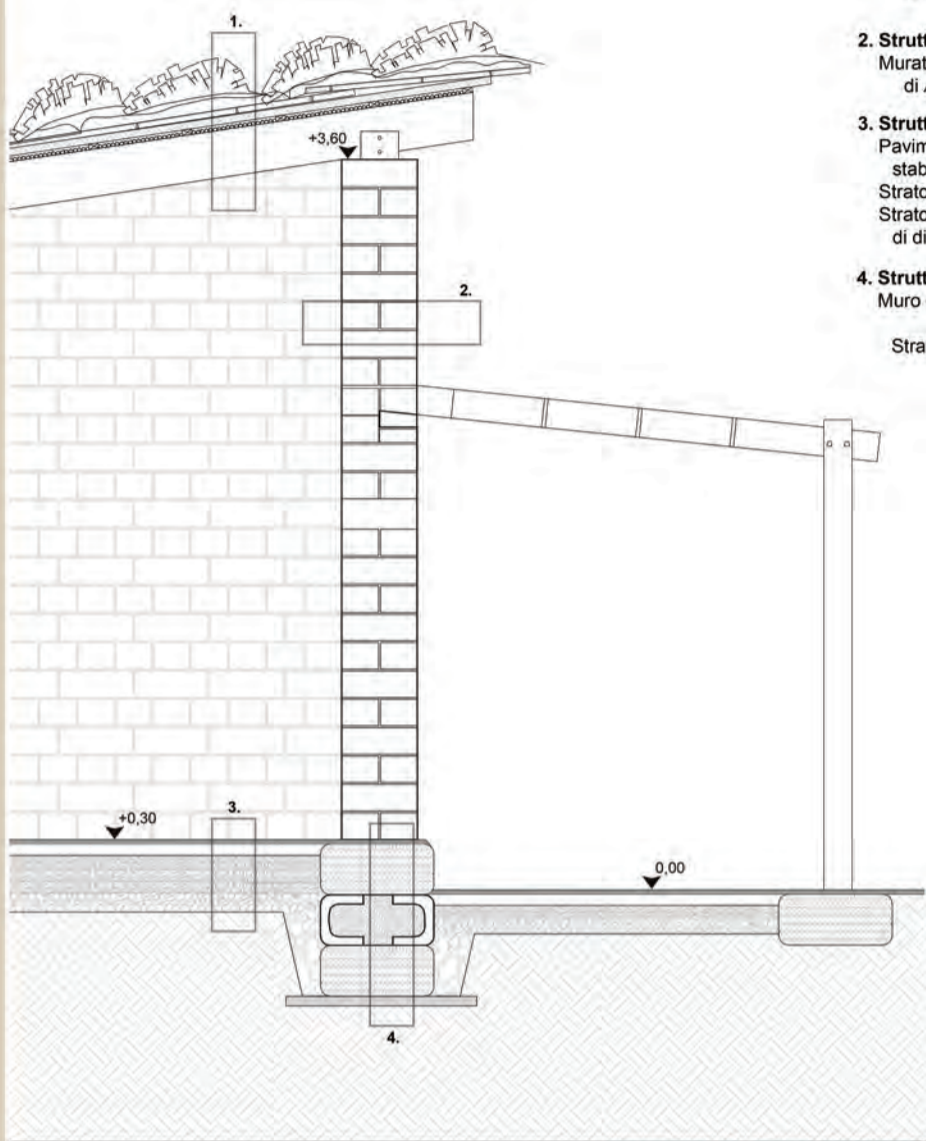 1.
+3,60
2.
3.
+0,30
0,00
4.
2. Strutt
Murat
di
3. Strutt
Pavim
stab
Strato
Strato
di di
4. Strutt
Muro
Stra